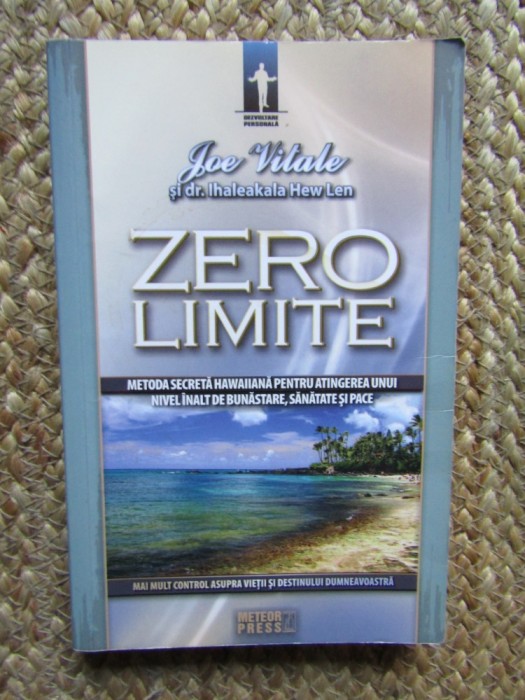 DEZVOLTARE
PERSONALĂ
Joe Vitale
și dr. Ihaleakala Hew Len
ZERO
LIMITE
METODA SECRETĂ HAWAIIANĂ PENTRU ATINGEREA UNUI
NIVEL ÎNALT DE BUNĂSTARE, SĂNĂTATE ȘI PACE
MAI MULT CONTROL ASUPRA VIEȚII ȘI DESTINULUI DUMNEAVOASTRĂ
METEOR
PRESS